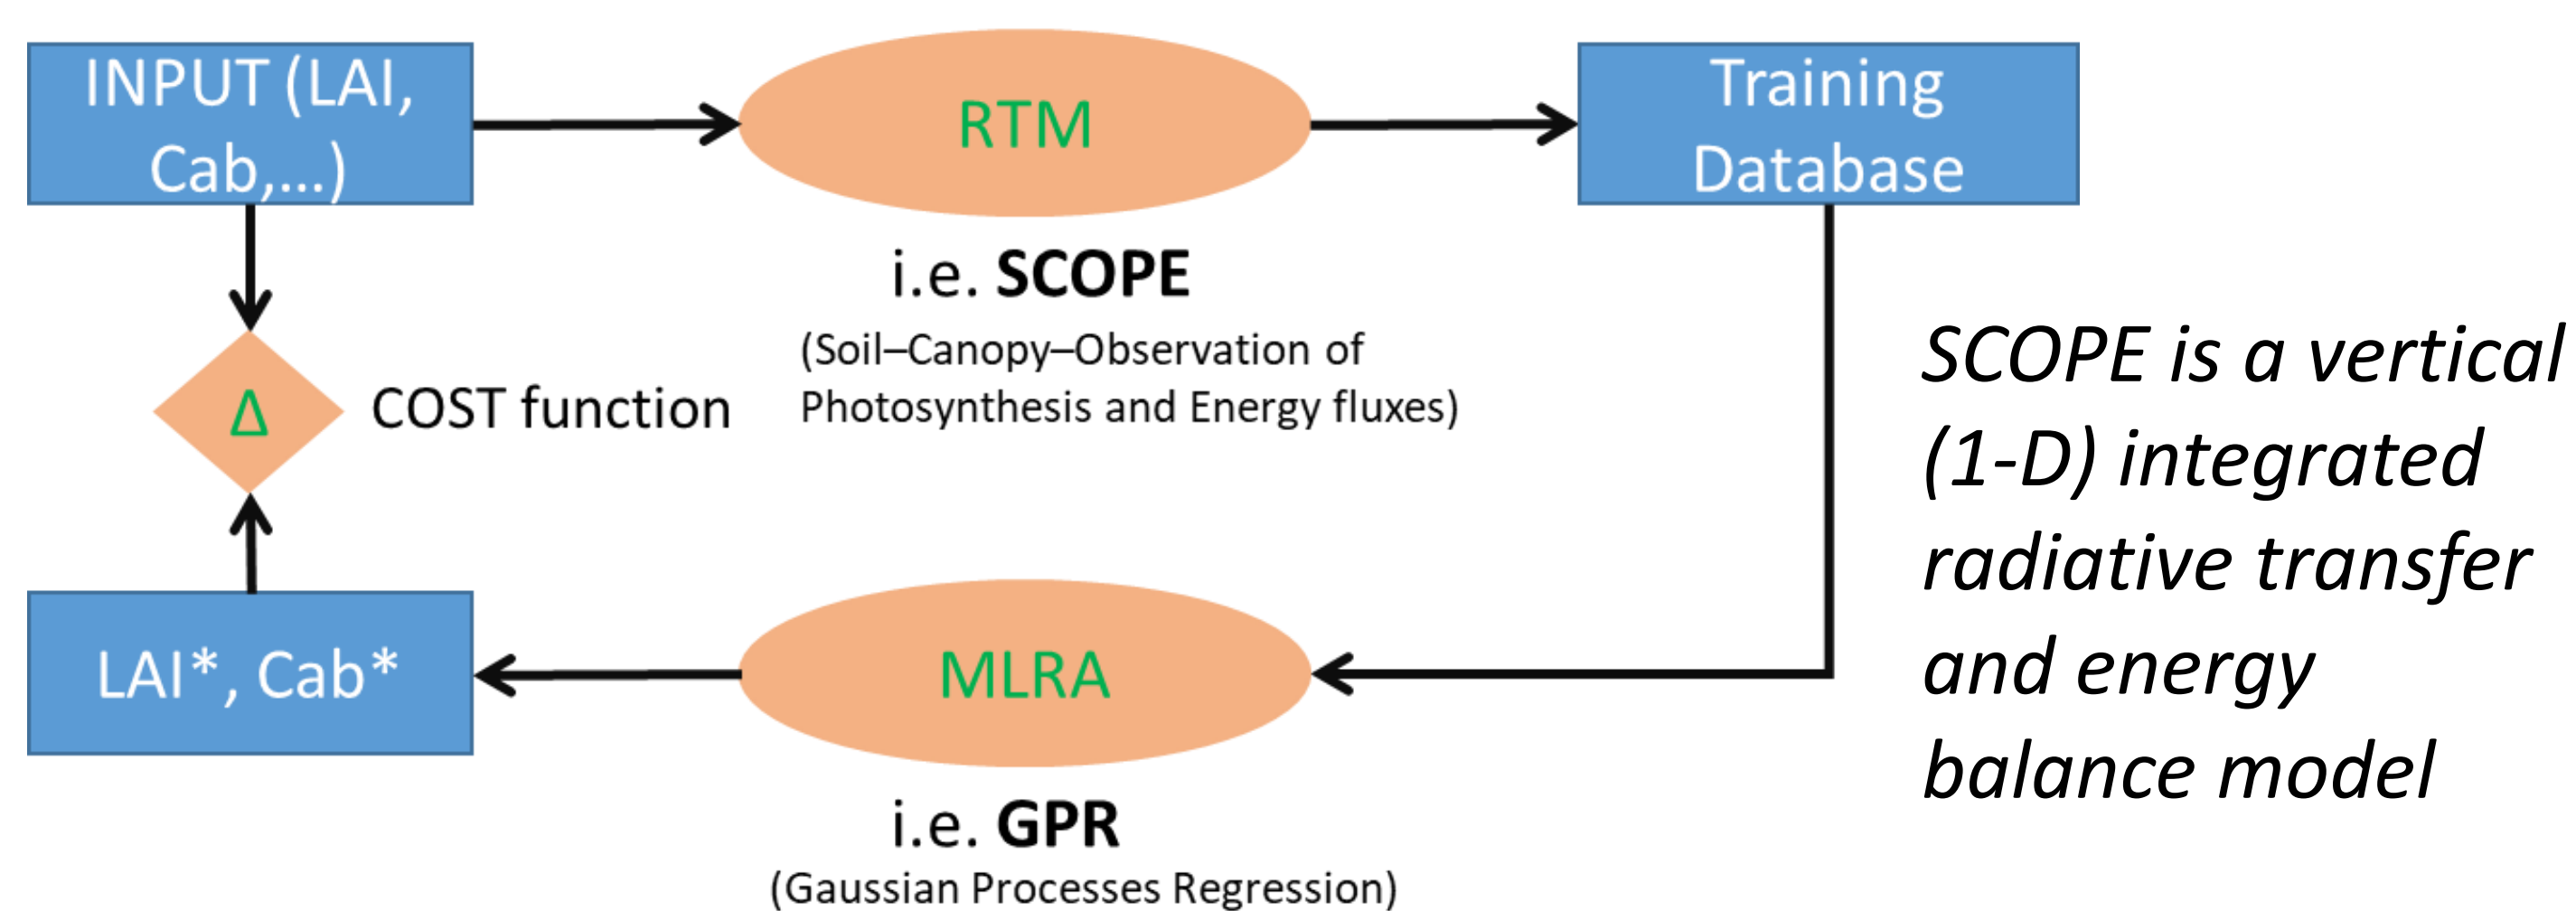 INPUT (LAI,
Cab,...)
RTM
Training
Database
i.e. SCOPE
(Soil–Canopy–Observation of
Photosynthesis and Energy fluxes)
Δ
COST function
SCOPE is a vertical
(1-D) integrated
radiative transfer
and energy
balance model
LAI*, Cab*
MLRA
i.e. GPR
(Gaussian Processes Regression)